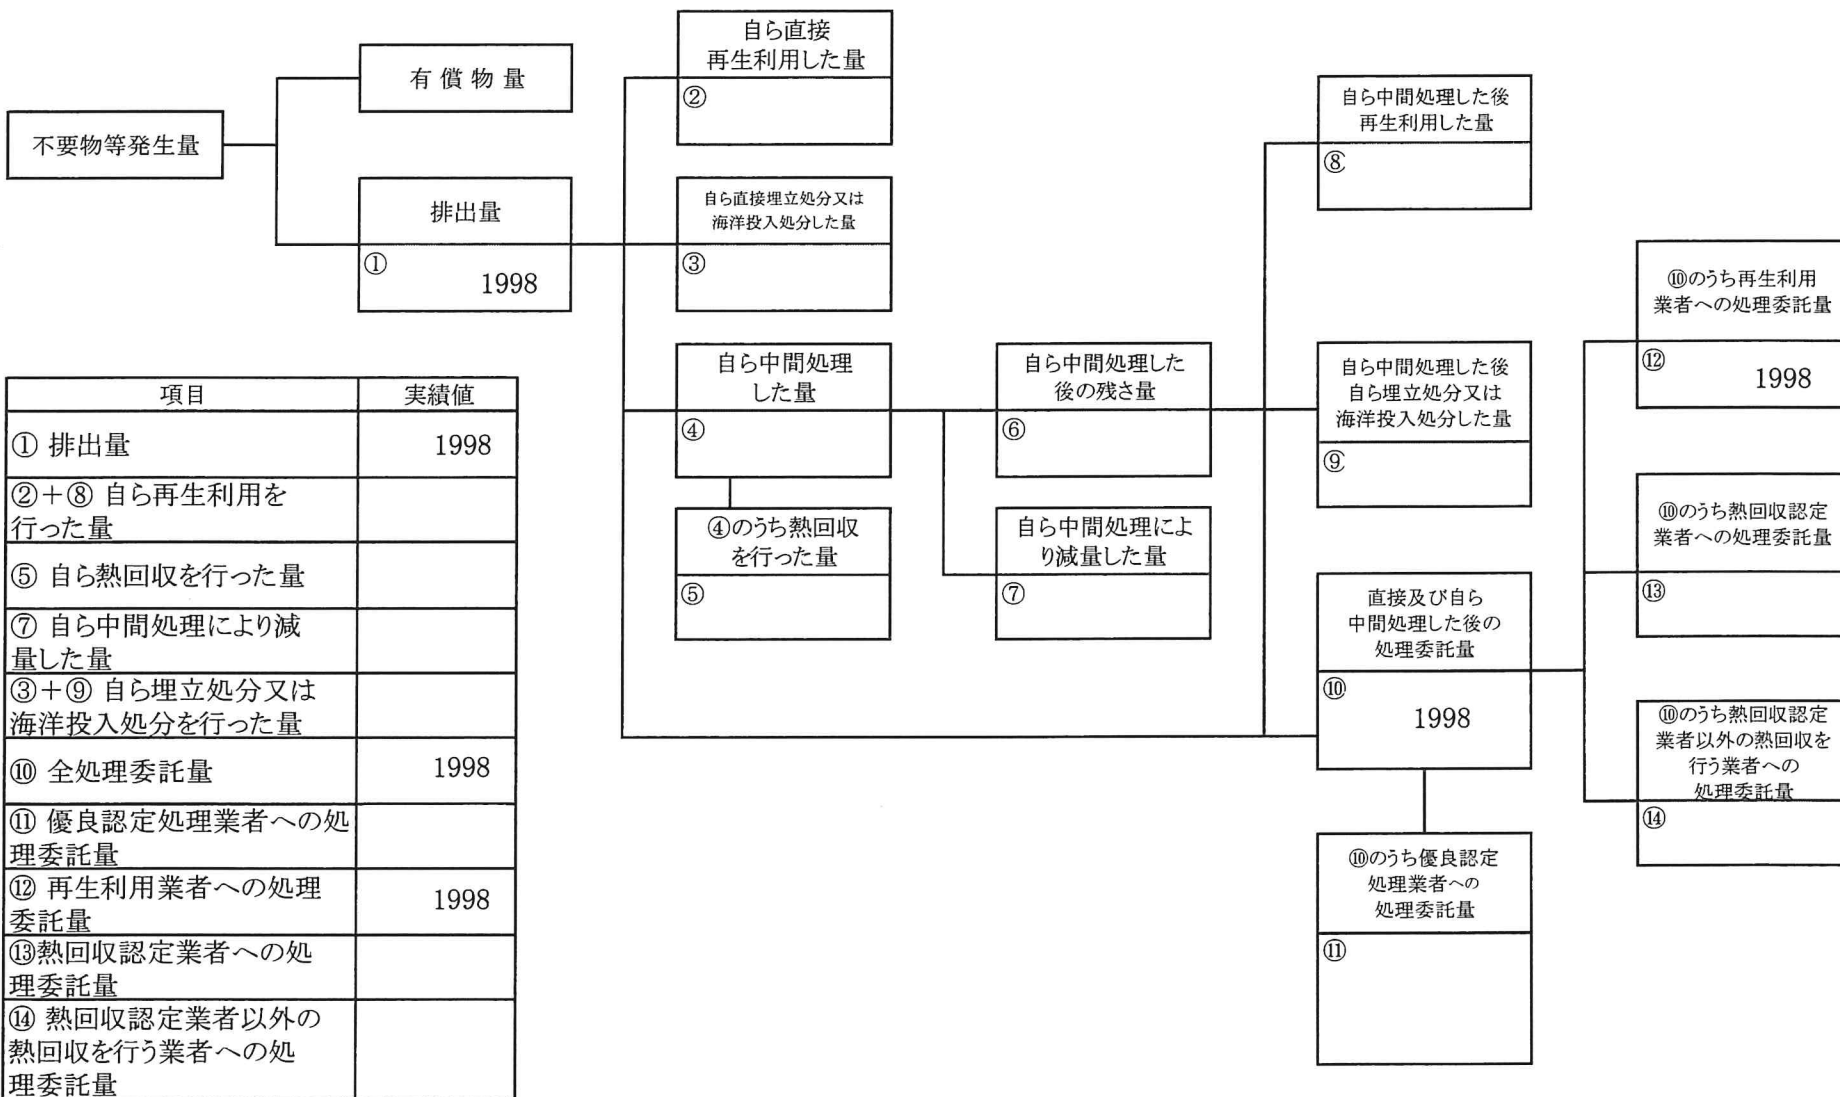 不要物等発生量
有償物量
排出量
①
1998
自ら直接
再生利用した量
②
自ら直接埋立処分又は
海洋投入処分した量
③
自ら中間処理
した量
④
④のうち熱回収
を行った量
⑤
自ら中間処理した
後の残さ量
⑥
自ら中間処理によ
り減量した量
⑦
自ら中間処理した後
再生利用した量
⑧
自ら中間処理した後
自ら埋立処分又は
海洋投入処分した量
⑨
直接及び自ら
中間処理した後の
処理委託量
⑩
1998
⑩のうち優良認定
処理業者への
処理委託量
⑪
⑩のうち再生利用
業者への処理委託量
⑫
1998
⑩のうち熱回収認定
業者への処理委託量
⑬
⑩のうち熱回収認定
業者以外の熱回収を
行う業者への
処理委託量
⑭
項目 実績値
① 排出量 1998
②＋⑧ 自ら再生利用を
行った量
⑤ 自ら熱回収を行った量
⑦ 自ら中間処理により減
量した量
③＋⑨ 自ら埋立処分又は
海洋投入処分を行った量
⑩ 全処理委託量 1998
⑪ 優良認定処理業者への処
理委託量
⑫ 再生利用業者への処理
委託量 1998
⑬熱回収認定業者への処
理委託量
⑭ 熱回収認定業者以外の
熱回収を行う業者への処
理委託量